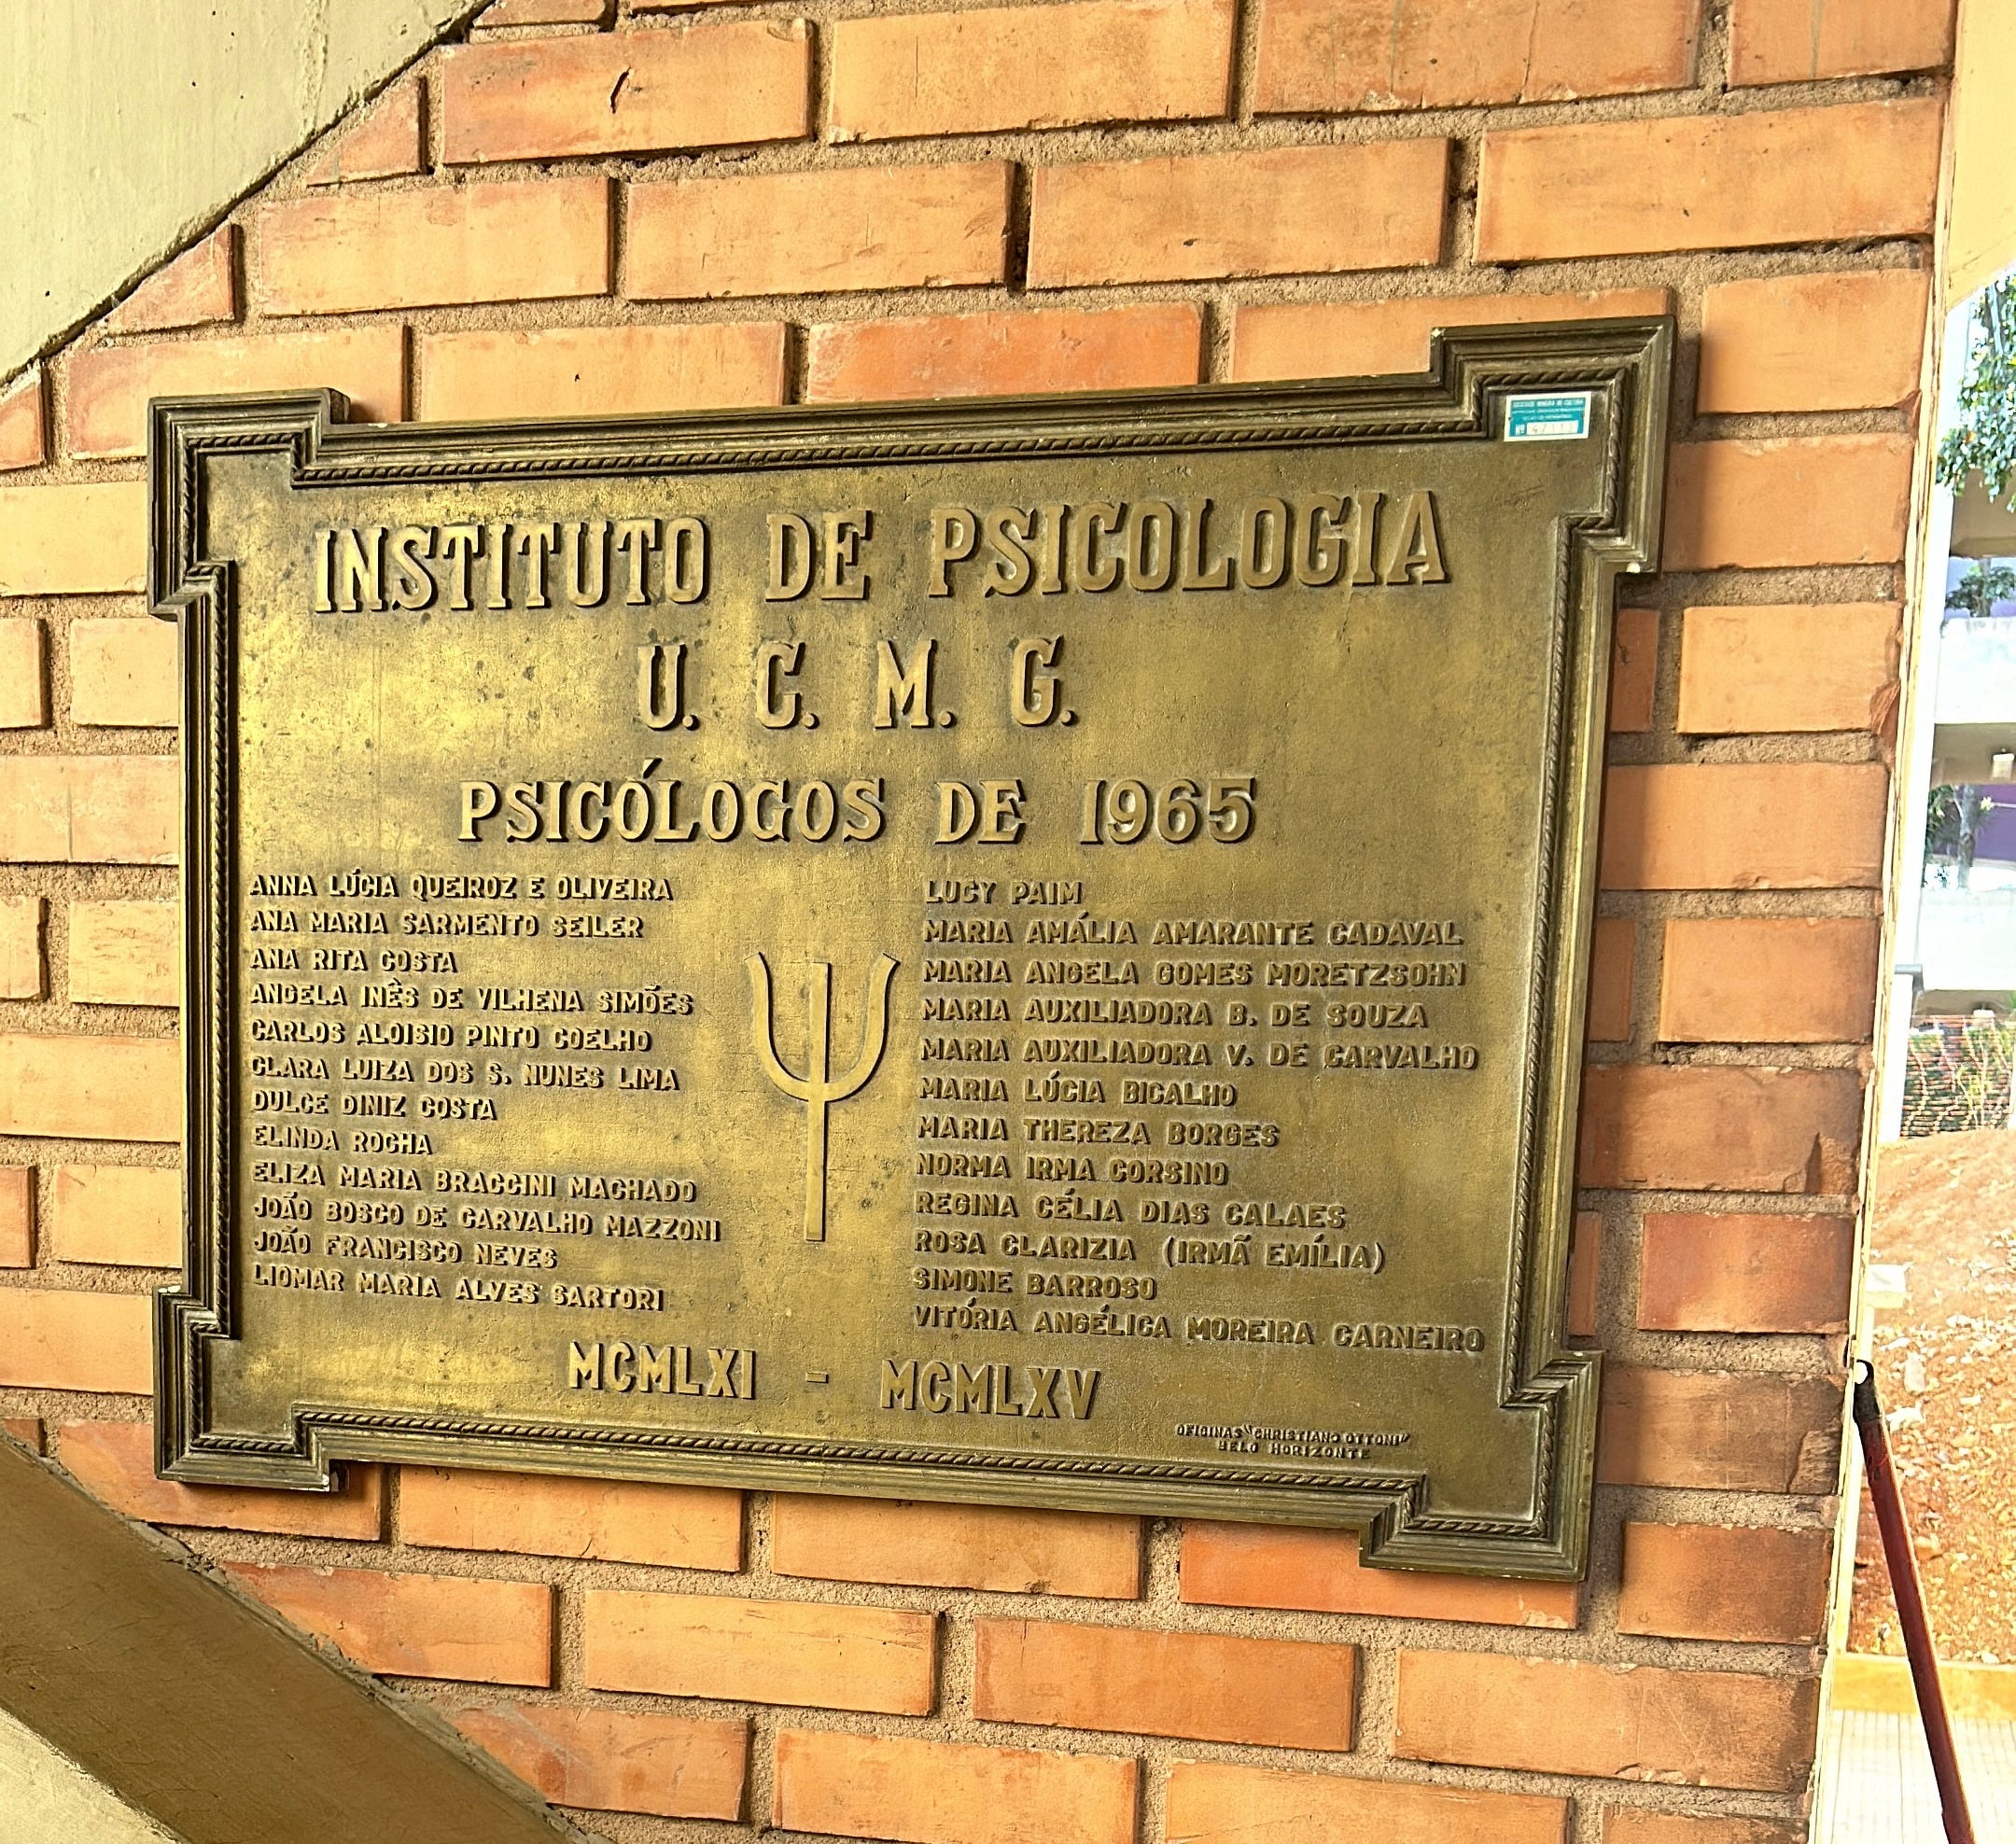 INSTITUTO DE PSICOLOGIA
U. C. M. G.
PSICÓLOGOS DE 1965
ANNA LÚCIA QUEIROZ E OLIVEIRA
ANA MARIA SARMENTO SEILER
ANA RITA COSTA
ANGELA INÊS DE VILHENA SIMÕES
CARLOS ALOISIO PINTO COELHO
CLARA LUIZA DOS S. NUNES LIMA
DULCE DINIZ COSTA
ELINDA ROCHA
ELIZA MARIA BRACCINI MACHADO
JOÃO BOSCO DE CARVALHO MAZZONI
JOÃO FRANCISCO NEVES
LIOMAR MARIA ALVES SARTORI
LUCY PAIM
MARIA AMÁLIA AMARANTE CADAVAL
MARIA ANGELA GOMES MORETZSOHN
MARIA AUXILIADORA B. DE SOUZA
MARIA AUXILIADORA V. DE CARVALHO
MARIA LÚCIA BICALHO
MARIA THEREZA BORGES
NORMA IRMA CORSINO
REGINA CÉLIA DIAS CALAES
ROSA CLARIZIA (IRMÃ EMÍLIA)
SIMONE BARROSO
VITÓRIA ANGÉLICA MOREIRA CARNEIRO
MCMLXI - MCMLXV
OFICINAS "CHRISTIANO OTTONI"
BELO HORIZONTE
SOCIEDADE MINEIRA DE CULTURA
Nº